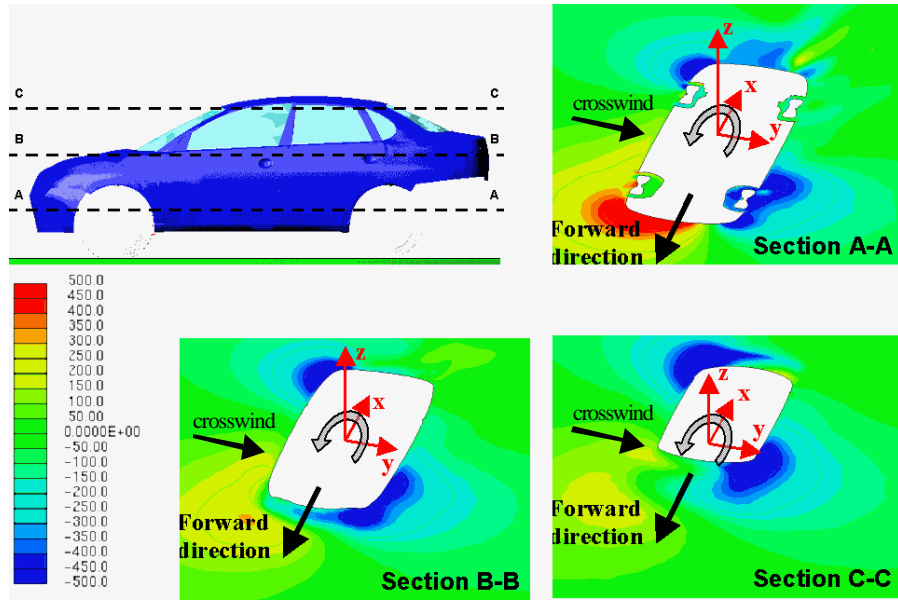 C C
B B
A A
z
x
crosswind
y
Forward
direction
Section A-A
500.0
450.0
350.0
300.0
250.0
200.0
150.0
100.0
50.00
0.0000E+00
-50.00
-100.0
-150.0
-200.0
-250.0
-300.0
-350.0
-400.0
-450.0
-500.0
z
x
crosswind
y
Forward
direction
Section B-B
z
x
crosswind
y
Forward
direction
Section C-C